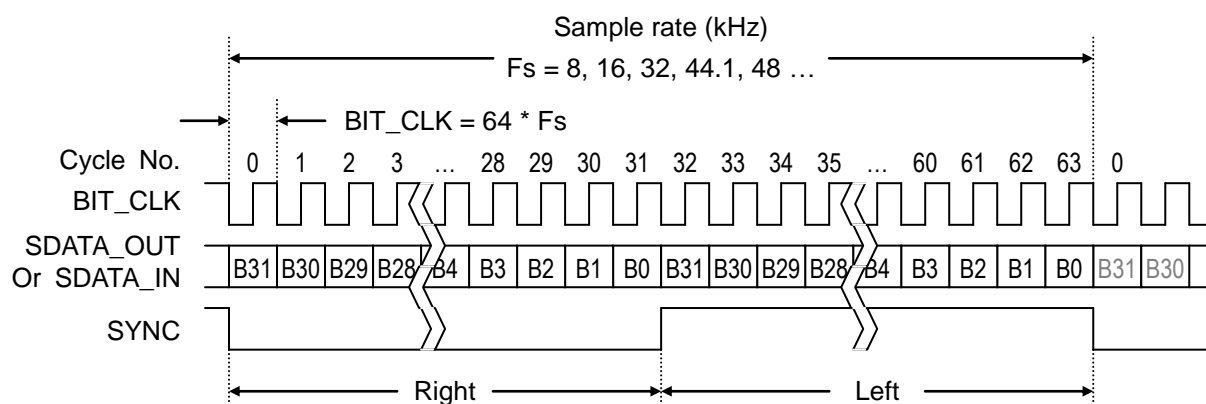 Sample rate (kHz)
Fs = 8, 16, 32, 44.1, 48 ...
BIT_CLK = 64 * Fs
Cycle No. 0 1 2 3 ... 28 29 30 31 32 33 34 35 ... 60 61 62 63 0
BIT_CLK
SDATA_OUT
Or SDATA_IN B31 B30 B29 B28 B4 B3 B2 B1 B0 B31 B30 B29 B28 B4 B3 B2 B1 B0 B31 B30
SYNC
Right Left